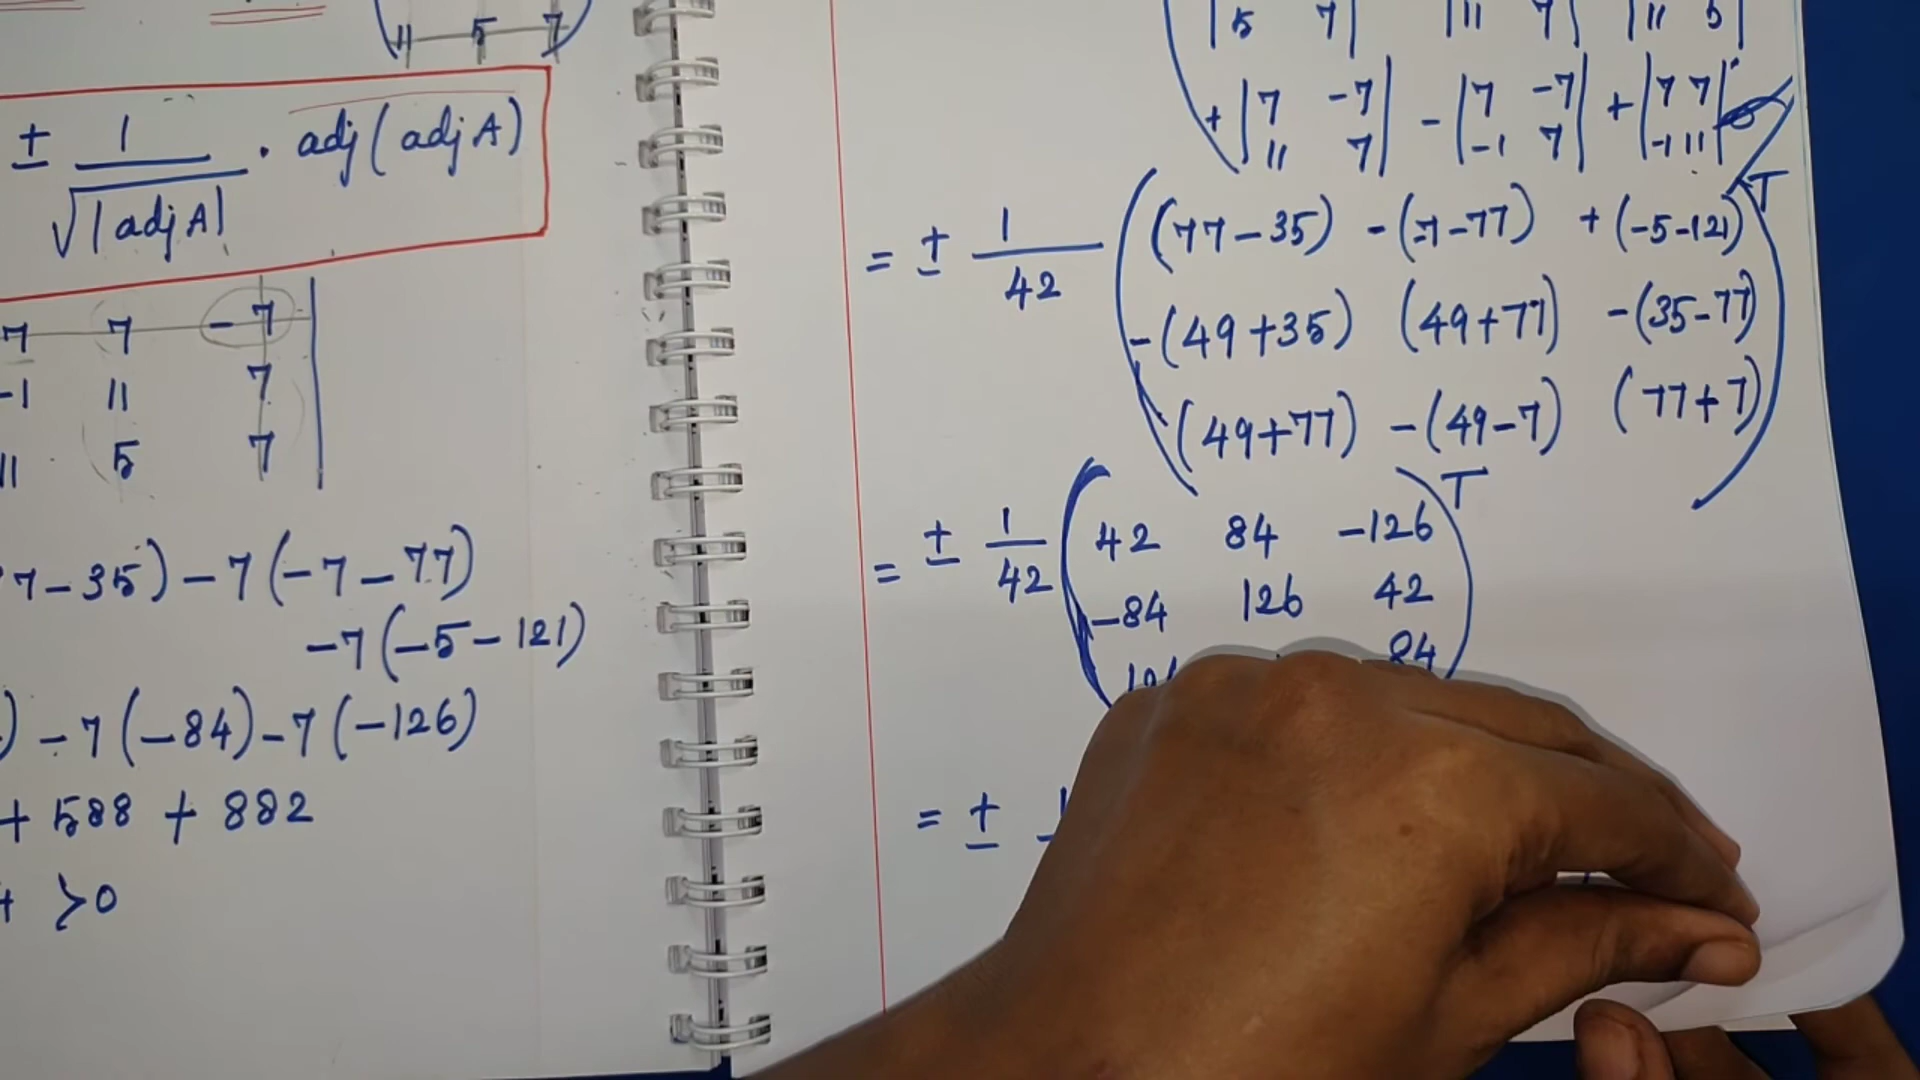 11 5 7
± 1/√|adj A| · adj(adj A)
7 7 -7
-1 11 7
11 5 7
7-35) -7(-7-77)
-7(-5-121)
) -7(-84) -7(-126)
+ 588 + 882
>0
|5 7| |11 7| |11 5|
+|7 -7| -|7 -7| +|7 7|
|11 7| |-1 7| |-1 11|
T
= ± 1/42 (77-35) -(-7-77) +(-5-121)
-(49+35) (49+77) -(35-77)
(49+77) -(49-7) (77+7)
T
= ± 1/42 42 84 -126
-84 126 42
84
= ±